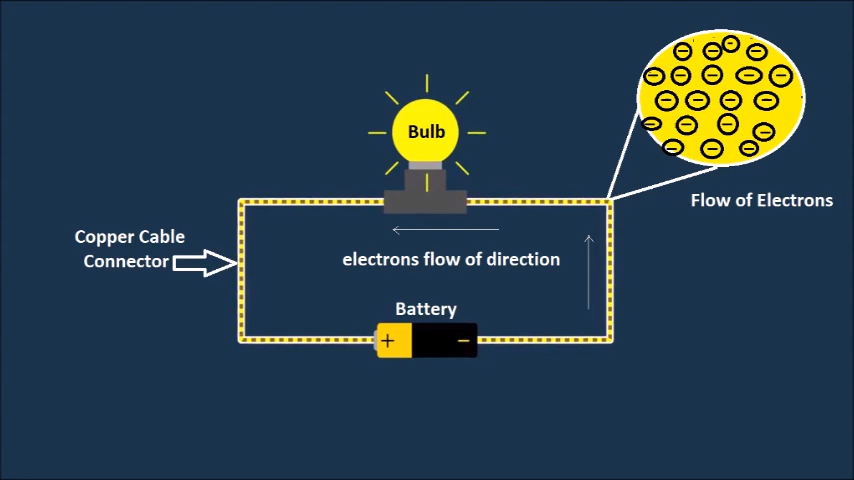 Bulb
Flow of Electrons
Copper Cable
Connector
electrons flow of direction
Battery
+ −